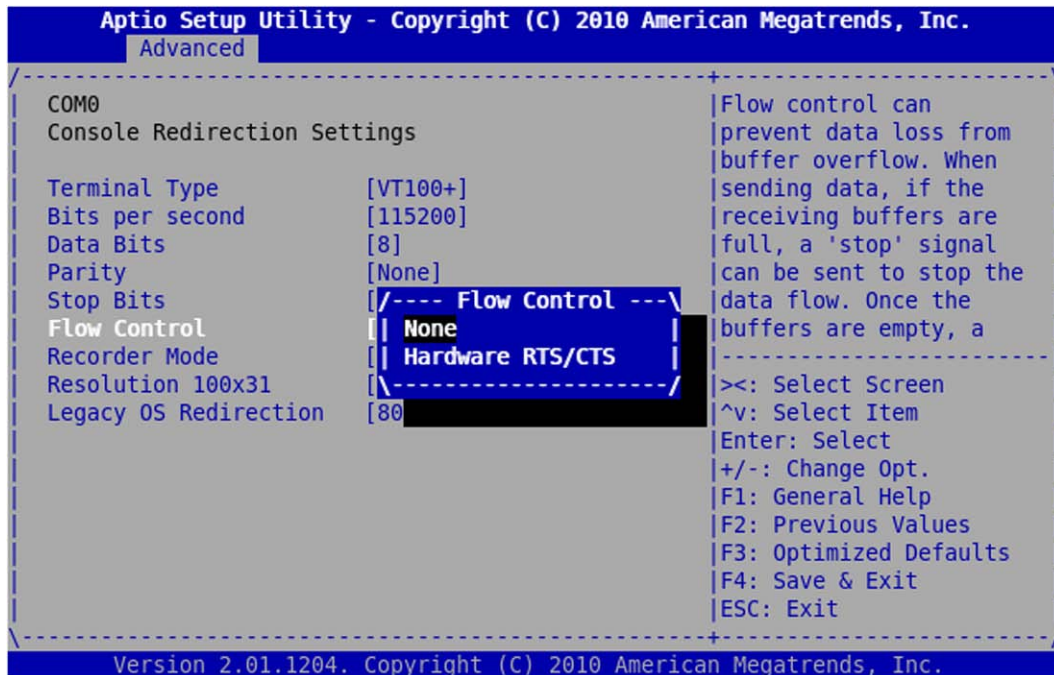 Aptio Setup Utility - Copyright (C) 2010 American Megatrends, Inc.
Advanced
COM0
Console Redirection Settings
Terminal Type [VT100+]
Bits per second [115200]
Data Bits [8]
Parity [None]
Stop Bits [
Flow Control [
Recorder Mode [
Resolution 100x31 [
Legacy OS Redirection [80
/---- Flow Control ---\
None
Hardware RTS/CTS
Flow control can
prevent data loss from
buffer overflow. When
sending data, if the
receiving buffers are
full, a 'stop' signal
can be sent to stop the
data flow. Once the
buffers are empty, a
><: Select Screen
^v: Select Item
Enter: Select
+/-: Change Opt.
F1: General Help
F2: Previous Values
F3: Optimized Defaults
F4: Save & Exit
ESC: Exit
Version 2.01.1204. Copyright (C) 2010 American Megatrends, Inc.